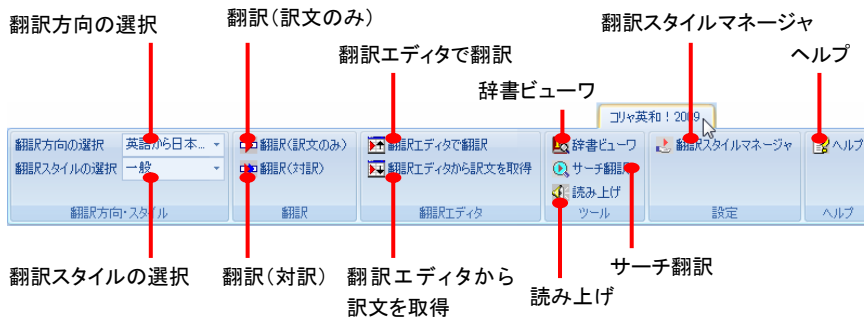 翻訳方向の選択
翻訳(訳文のみ)
翻訳スタイルマネージャ
翻訳エディタで翻訳
ヘルプ
辞書ビューワ
コリャ英和!2009
翻訳方向の選択 英語から日本...
翻訳(訳文のみ)
翻訳エディタで翻訳
辞書ビューワ
翻訳スタイルマネージャ
ヘルプ
翻訳スタイルの選択 一般
翻訳(対訳)
翻訳エディタから訳文を取得
サーチ翻訳
読み上げ
翻訳方向・スタイル
翻訳
翻訳エディタ
ツール
設定
ヘルプ
翻訳スタイルの選択
翻訳(対訳)
翻訳エディタから
訳文を取得
読み上げ
サーチ翻訳